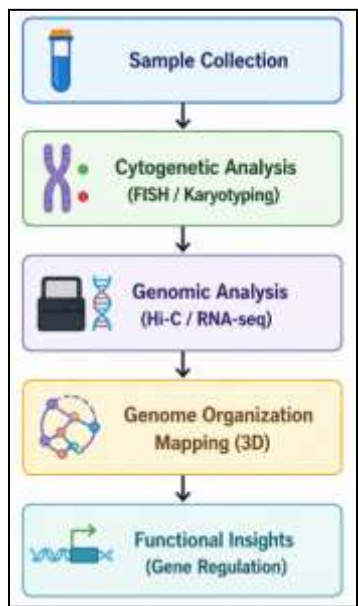 Sample Collection
Cytogenetic Analysis
(FISH / Karyotyping)
Genomic Analysis
(Hi-C / RNA-seq)
Genome Organization
Mapping (3D)
Functional Insights
(Gene Regulation)